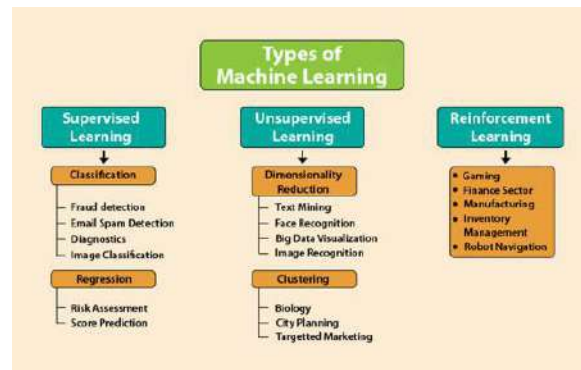 Types of
Machine Learning
Supervised
Learning
Classification
Fraud detection
Email Spam Detection
Diagnostics
Image Classification
Regression
Risk Assessment
Score Prediction
Unsupervised
Learning
Dimensionality
Reduction
Text Mining
Face Recognition
Big Data Visualization
Image Recognition
Clustering
Biology
City Planning
Targetted Marketing
Reinforcement
Learning
Gaming
Finance Sector
Manufacturing
Inventory
Management
Robot Navigation